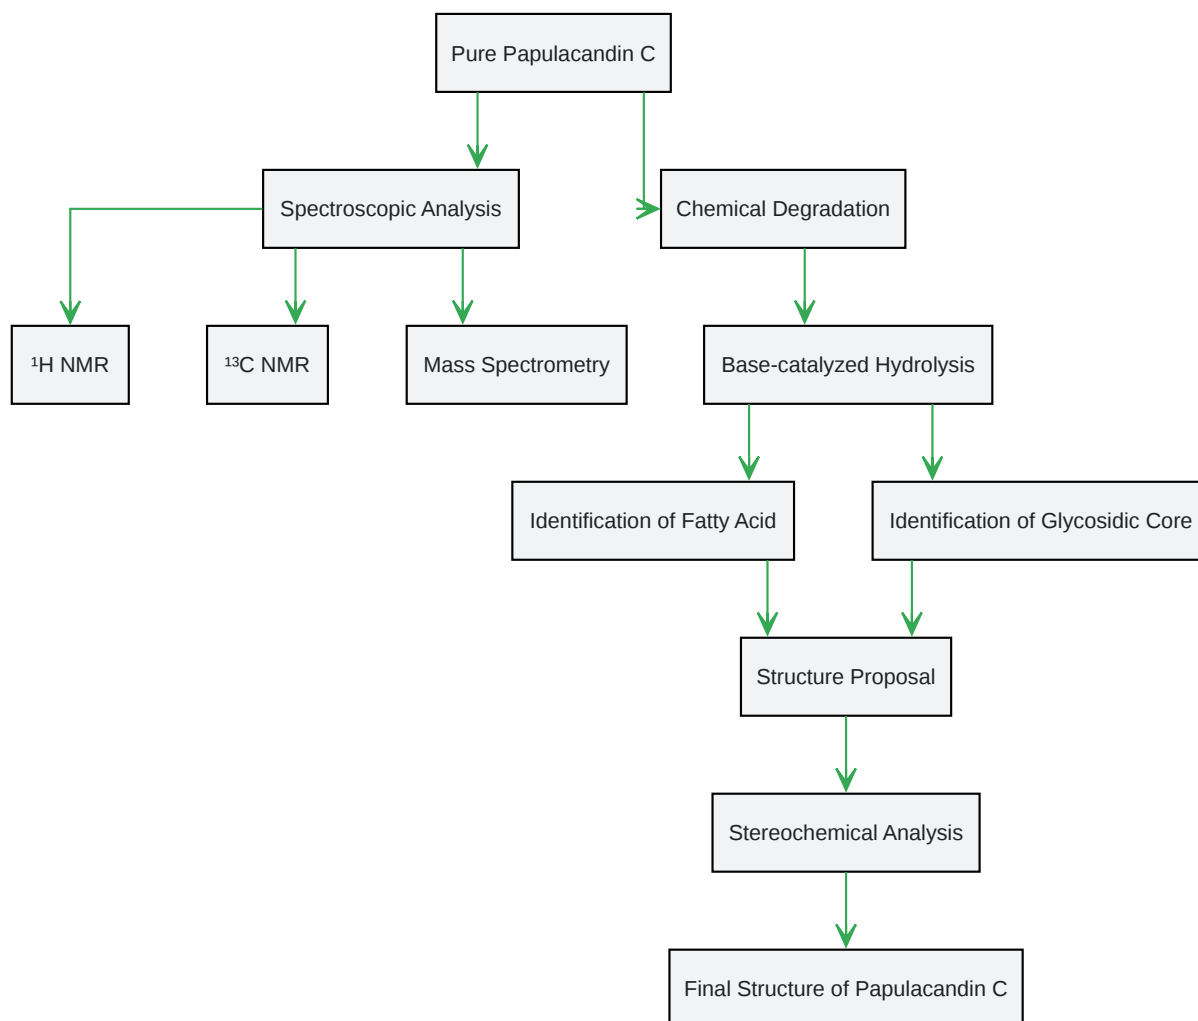 Pure Papulacandin C
Spectroscopic Analysis
Chemical Degradation
¹H NMR
¹³C NMR
Mass Spectrometry
Base-catalyzed Hydrolysis
Identification of Fatty Acid
Identification of Glycosidic Core
Structure Proposal
Stereochemical Analysis
Final Structure of Papulacandin C